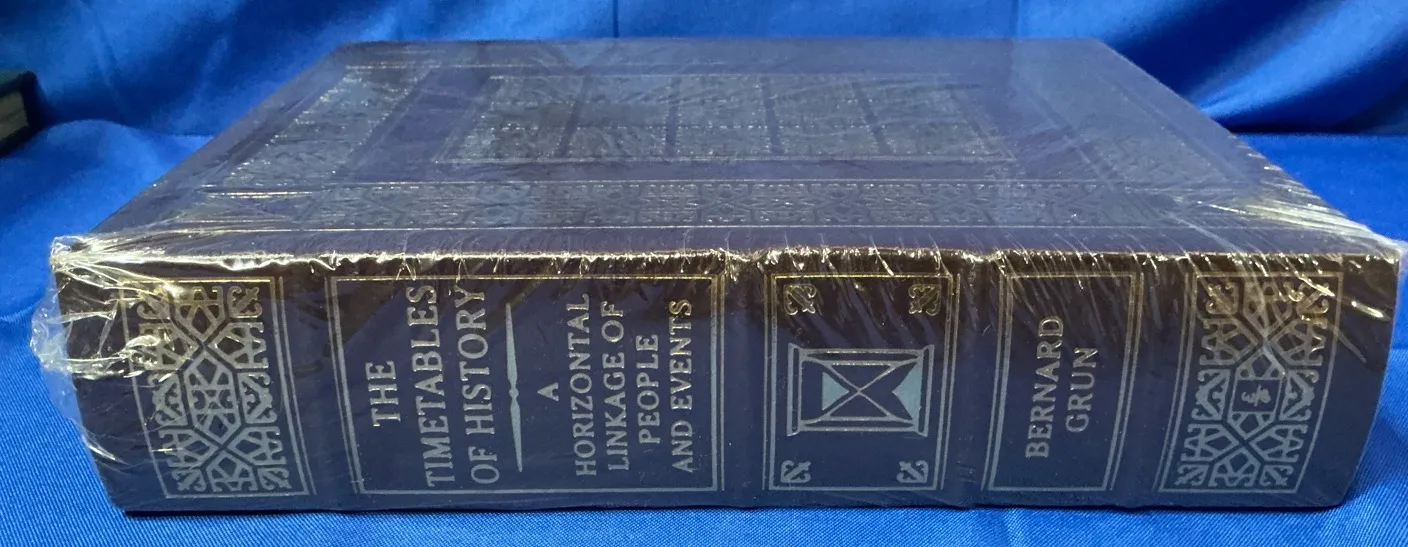 THE
TIMETABLES
OF HISTORY
A
HORIZONTAL
LINKAGE OF
PEOPLE
AND EVENTS
BERNARD
GRUN